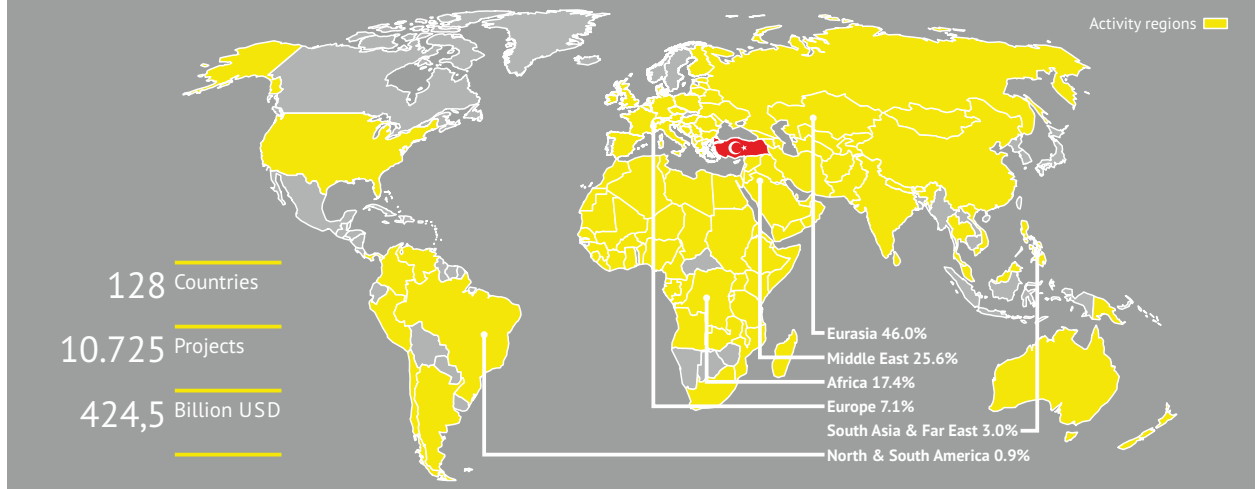 Activity regions
128 Countries
10.725 Projects
424,5 Billion USD
Eurasia 46.0%
Middle East 25.6%
Africa 17.4%
Europe 7.1%
South Asia & Far East 3.0%
North & South America 0.9%